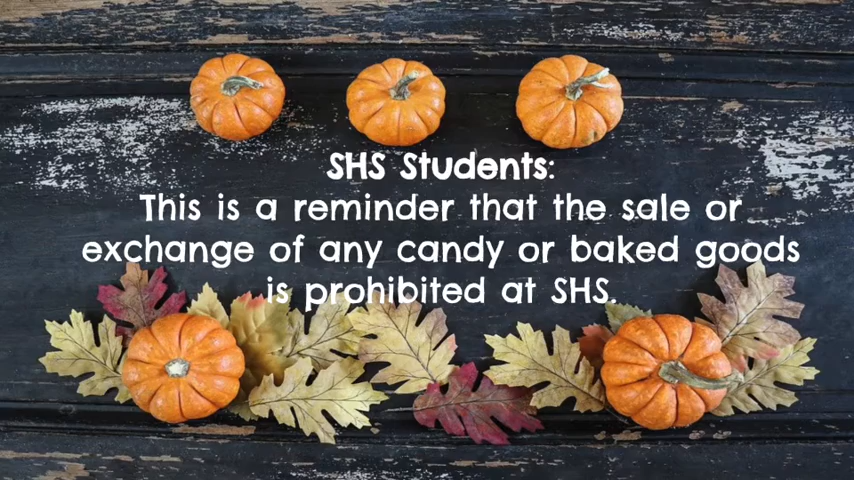 SHS Students:
This is a reminder that the sale or
exchange of any candy or baked goods
is prohibited at SHS.